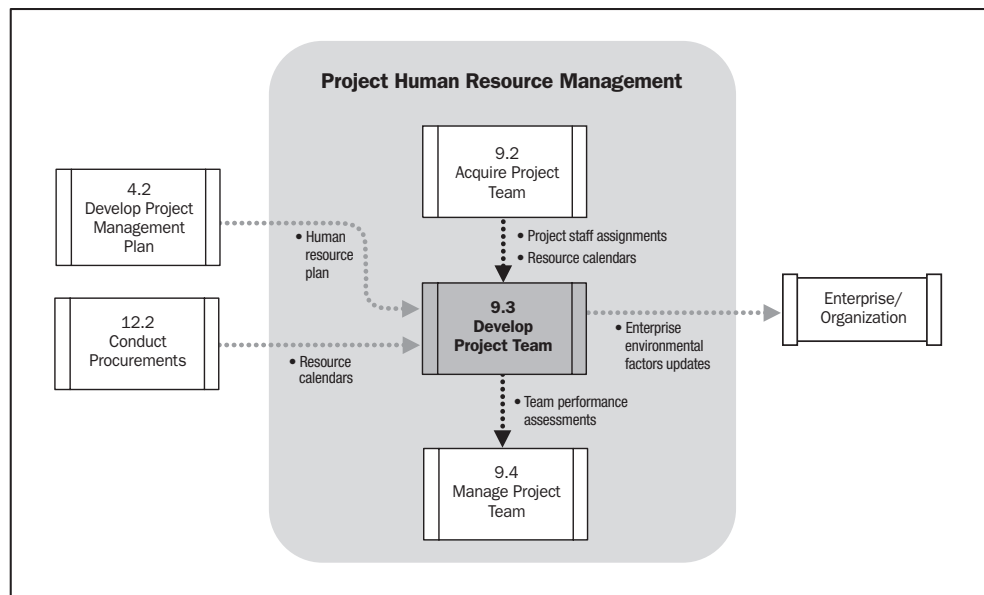 Project Human Resource Management
9.2
Acquire Project
Team
4.2
Develop Project
Management
Plan
• Human
resource
plan
• Project staff assignments
• Resource calendars
12.2
Conduct
Procurements
• Resource
calendars
9.3
Develop
Project Team
• Enterprise
environmental
factors updates
Enterprise/
Organization
• Team performance
assessments
9.4
Manage Project
Team